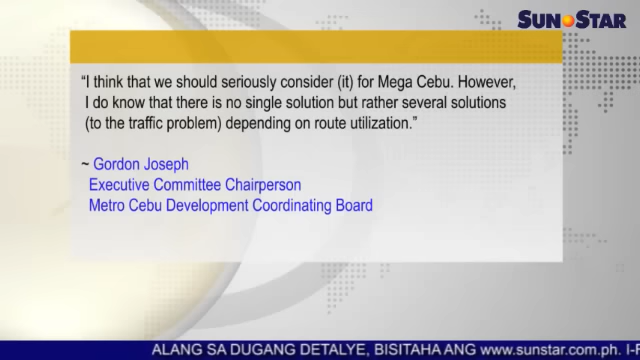 SUN STAR
“I think that we should seriously consider (it) for Mega Cebu. However,
I do know that there is no single solution but rather several solutions
(to the traffic problem) depending on route utilization.”
~ Gordon Joseph
Executive Committee Chairperson
Metro Cebu Development Coordinating Board
ALANG SA DUGANG DETALYE, BISITAHA ANG www.sunstar.com.ph. I-